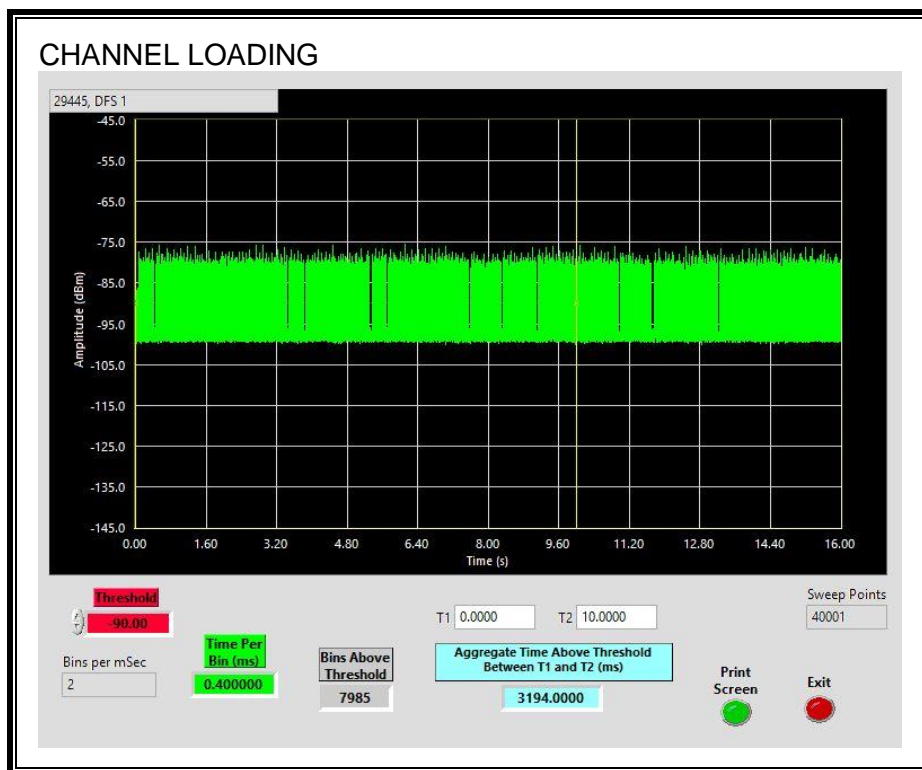 CHANNEL LOADING
29445, DFS 1
-45.0
-55.0
-65.0
-75.0
-85.0
-95.0
-105.0
-115.0
-125.0
-135.0
-145.0
Amplitude (dBm)
0.00 1.60 3.20 4.80 6.40 8.00 9.60 11.20 12.80 14.40 16.00
Time (s)
Threshold
-90.00
Bins per mSec
2
Time Per
Bin (ms)
0.400000
Bins Above
Threshold
7985
T1 0.0000 T2 10.0000
Aggregate Time Above Threshold
Between T1 and T2 (ms)
3194.0000
Sweep Points
40001
Print
Screen
Exit